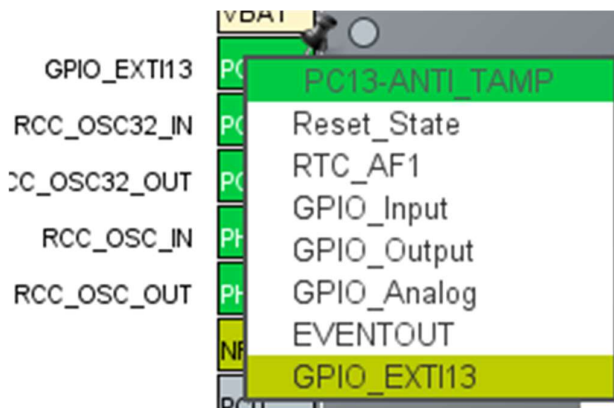 VBAT
GPIO_EXTI13
RCC_OSC32_IN
CC_OSC32_OUT
RCC_OSC_IN
RCC_OSC_OUT
PC13-ANTI_TAMP
Reset_State
RTC_AF1
GPIO_Input
GPIO_Output
GPIO_Analog
EVENTOUT
GPIO_EXTI13